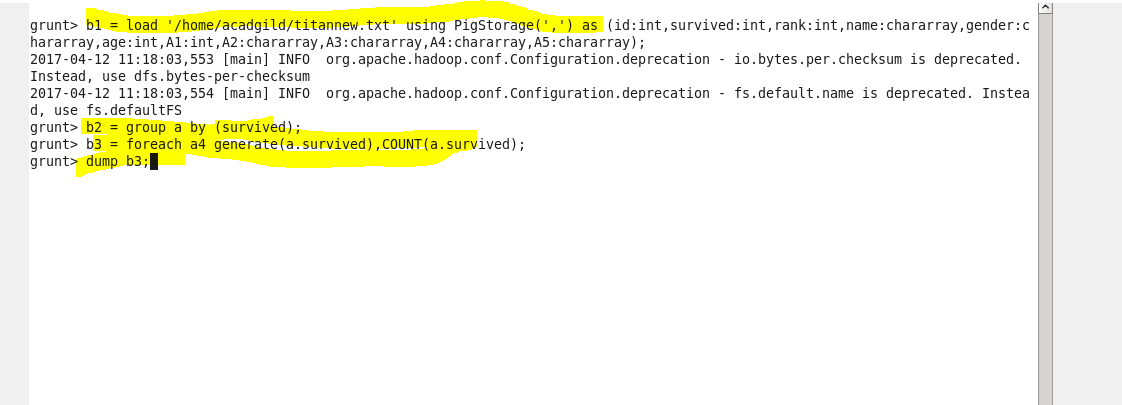 grunt> b1 = load '/home/acadgild/titannew.txt' using PigStorage(',') as (id:int,survived:int,rank:int,name:chararray,gender:c
hararray,age:int,A1:int,A2:chararray,A3:chararray,A4:chararray,A5:chararray);
2017-04-12 11:18:03,553 [main] INFO  org.apache.hadoop.conf.Configuration.deprecation - io.bytes.per.checksum is deprecated.
Instead, use dfs.bytes-per-checksum
2017-04-12 11:18:03,554 [main] INFO  org.apache.hadoop.conf.Configuration.deprecation - fs.default.name is deprecated. Instea
d, use fs.defaultFS
grunt> b2 = group a by (survived);
grunt> b3 = foreach a4 generate(a.survived),COUNT(a.survived);
grunt> dump b3;